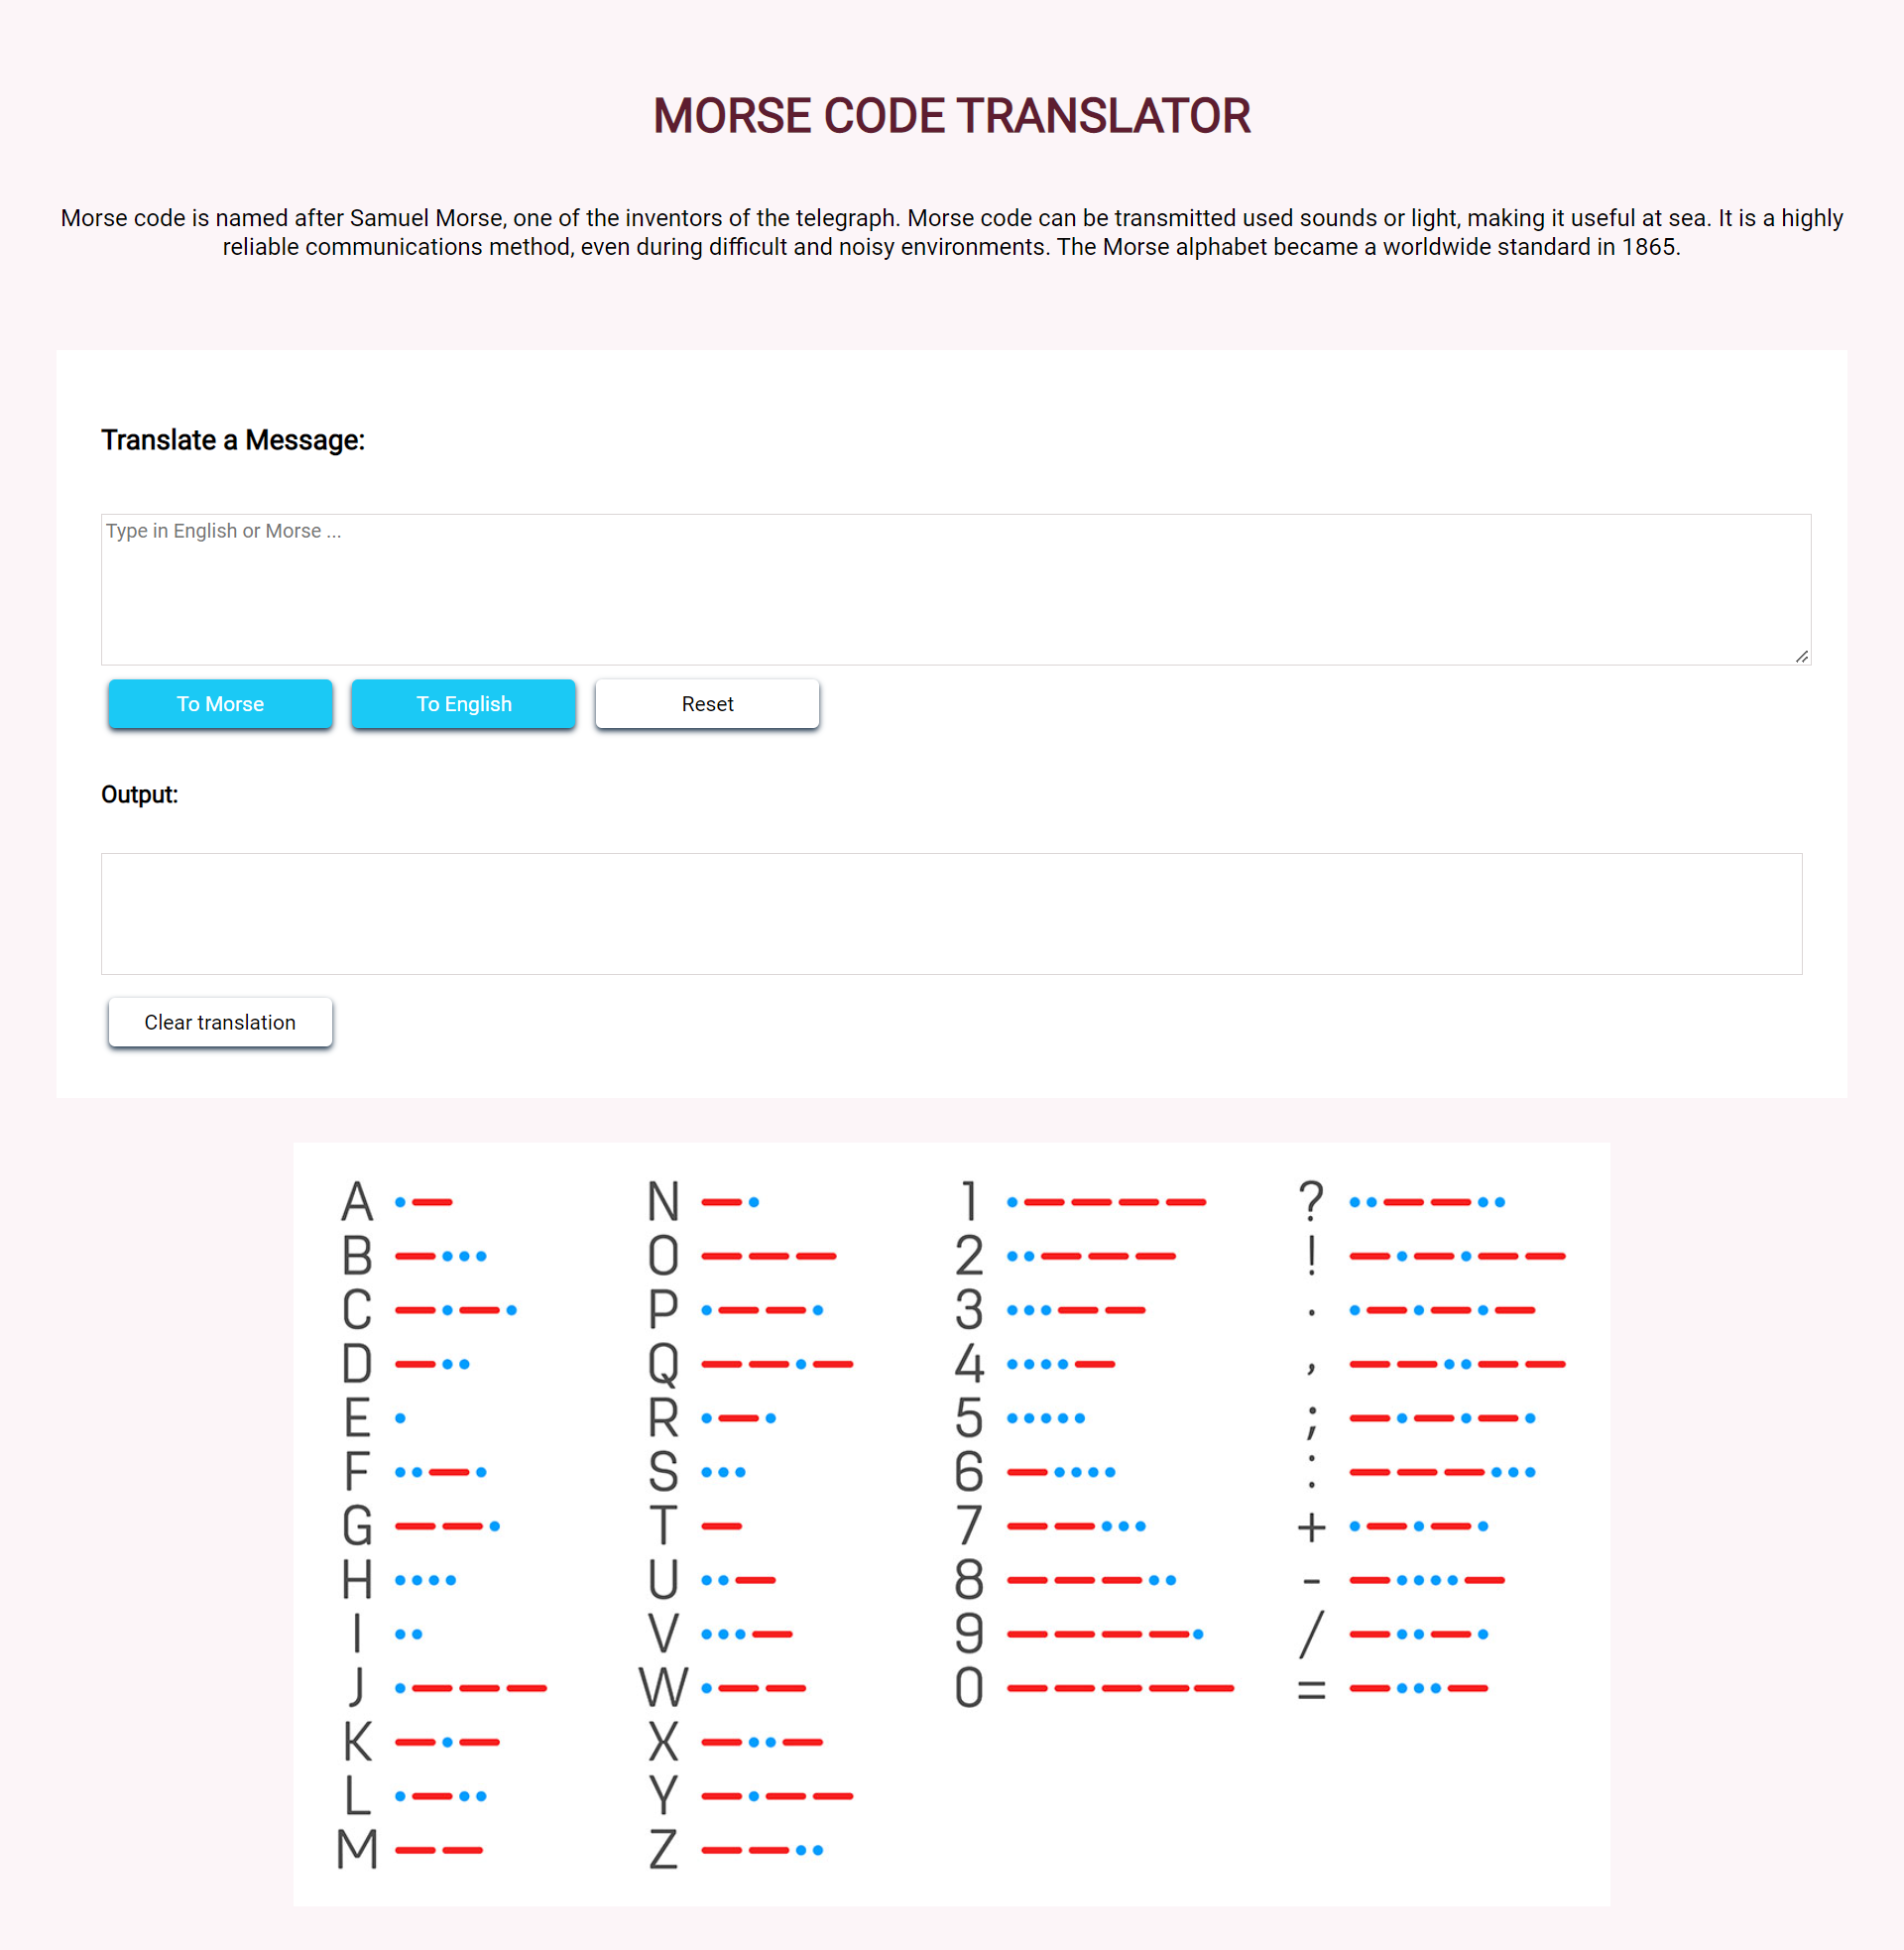 MORSE CODE TRANSLATOR
Morse code is named after Samuel Morse, one of the inventors of the telegraph. Morse code can be transmitted used sounds or light, making it useful at sea. It is a highly
reliable communications method, even during difficult and noisy environments. The Morse alphabet became a worldwide standard in 1865.
Translate a Message:
Type in English or Morse ...
To Morse To English Reset
Output:
Clear translation
A •— N —• 1 •———— ? ••——••
B —••• O ——— 2 ••——— ! —•—•——
C —•—• P •——• 3 •••—— . •—•—•—
D —•• Q ——•— 4 ••••— , ——••——
E • R •—• 5 ••••• ; —•—•—•
F ••—• S ••• 6 —•••• : ———•••
G ——• T — 7 ——••• + •—•—•
H •••• U ••— 8 ———•• - —••••—
I •• V •••— 9 ————• / —••—•
J •——— W •—— 0 ————— = —•••—
K —•— X —••—
L •—•• Y —•——
M —— Z ——••